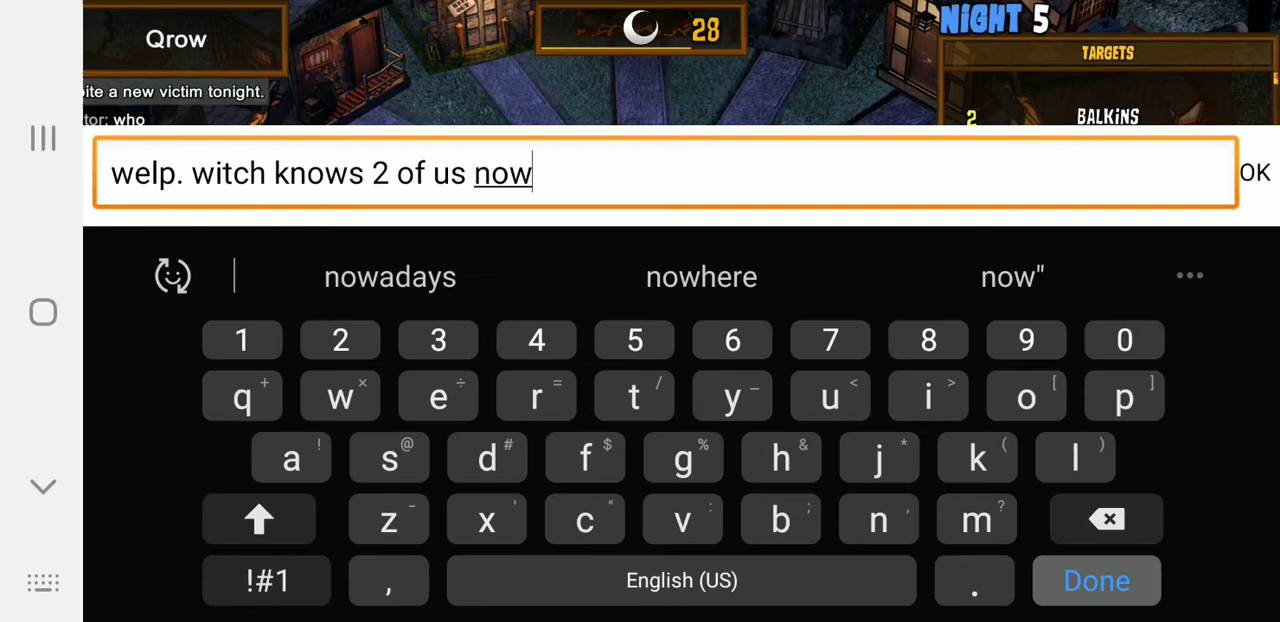 Qrow
28
NiGHT 5
TARGETS
ite a new victim tonight.
tor: who
2 BALKiNS
welp. witch knows 2 of us now
OK
nowadays nowhere now" •••
1 2 3 4 5 6 7 8 9 0
q + w × e ÷ r = t / y _ u < i > o [ p ]
a ! s @ d # f $ g % h & j * k ( l )
z - x ' c " v : b ; n , m ?
!#1 , English (US) . Done